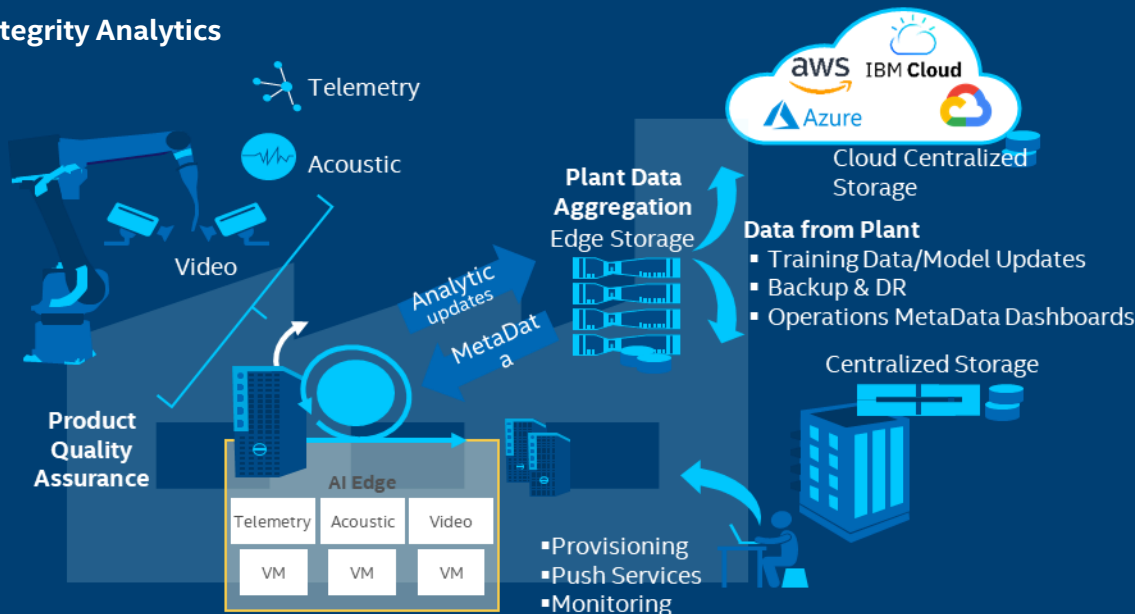 tegrity Analytics
Telemetry
Acoustic
Video
aws
IBM Cloud
Azure
Cloud Centralized
Storage
Plant Data
Aggregation
Edge Storage
Data from Plant
▪ Training Data/Model Updates
▪ Backup & DR
▪ Operations MetaData Dashboards
Analytic
updates
MetaDat
a
Centralized Storage
Product
Quality
Assurance
AI Edge
Telemetry
Acoustic
Video
VM
VM
VM
▪Provisioning
▪Push Services
▪Monitoring